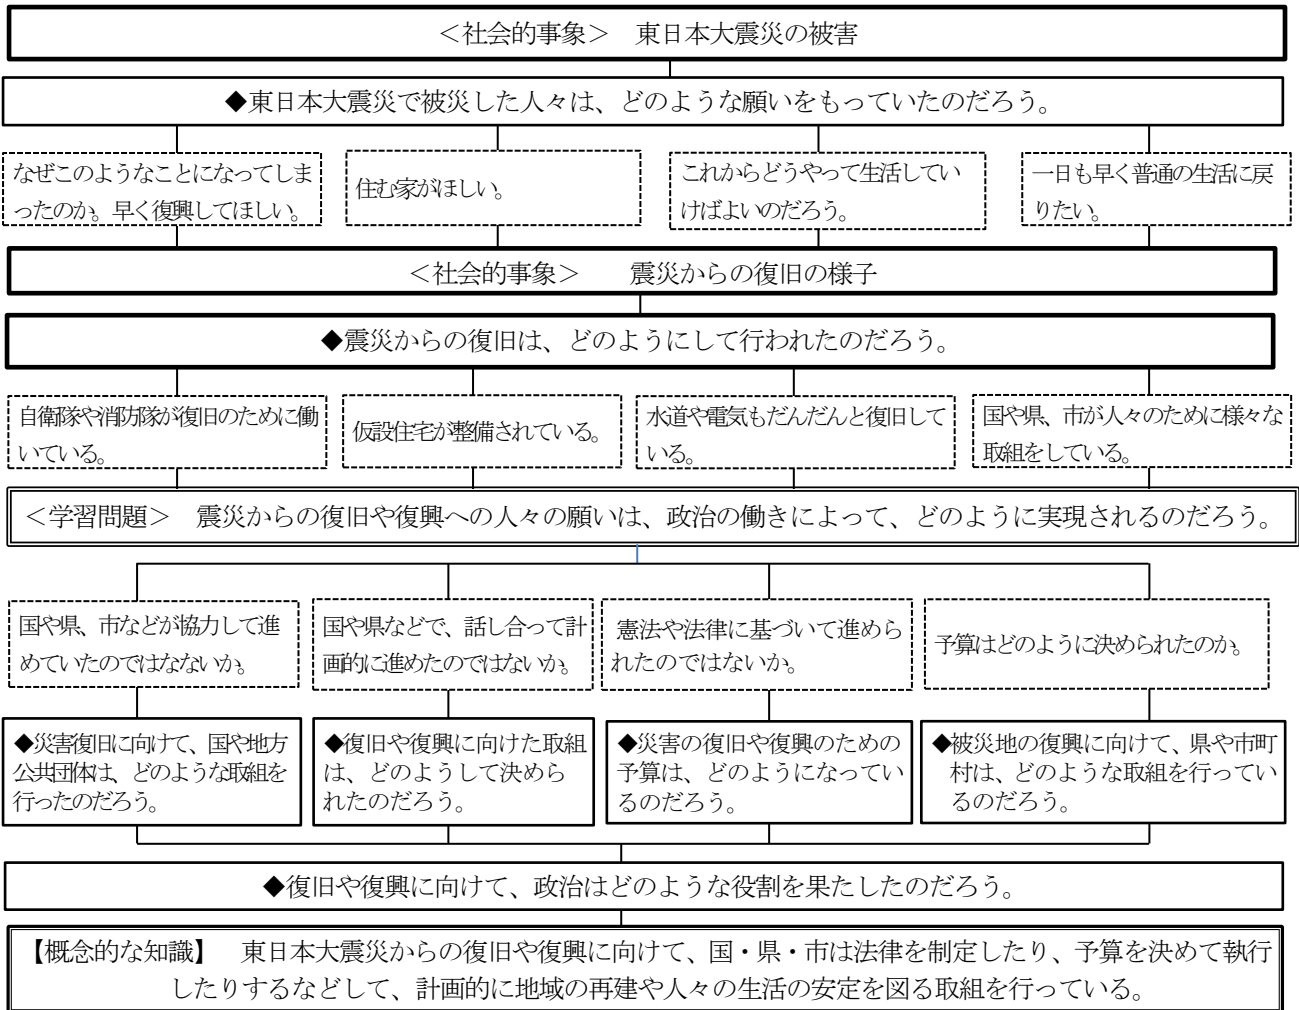 ＜社会的事象＞　東日本大震災の被害
◆東日本大震災で被災した人々は、どのような願いをもっていたのだろう。
なぜこのようなことになってしま
ったのか。早く復興してほしい。
住む家がほしい。
これからどうやって生活してい
けばよいのだろう。
一日も早く普通の生活に戻
りたい。
＜社会的事象＞　　震災からの復旧の様子
◆震災からの復旧は、どのようにして行われたのだろう。
自衛隊や消防隊が復旧のために働
いている。
仮設住宅が整備されている。
水道や電気もだんだんと復旧して
いる。
国や県、市が人々のために様々な
取組をしている。
＜学習問題＞　震災からの復旧や復興への人々の願いは、政治の働きによって、どのように実現されるのだろう。
国や県、市などが協力して進
めていたのではなないか。
国や県などで、話し合って計
画的に進めたのではないか。
憲法や法律に基づいて進めら
れたのではないか。
予算はどのように決められたのか。
◆災害復旧に向けて、国や地方
公共団体は、どのような取組を
行ったのだろう。
◆復旧や復興に向けた取組
は、どのようして決めら
れたのだろう。
◆災害の復旧や復興のための
予算は、どのようになってい
るのだろう。
◆被災地の復興に向けて、県や市町
村は、どのような取組を行ってい
るのだろう。
◆復旧や復興に向けて、政治はどのような役割を果たしたのだろう。
【概念的な知識】　東日本大震災からの復旧や復興に向けて、国・県・市は法律を制定したり、予算を決めて執行
したりするなどして、計画的に地域の再建や人々の生活の安定を図る取組を行っている。